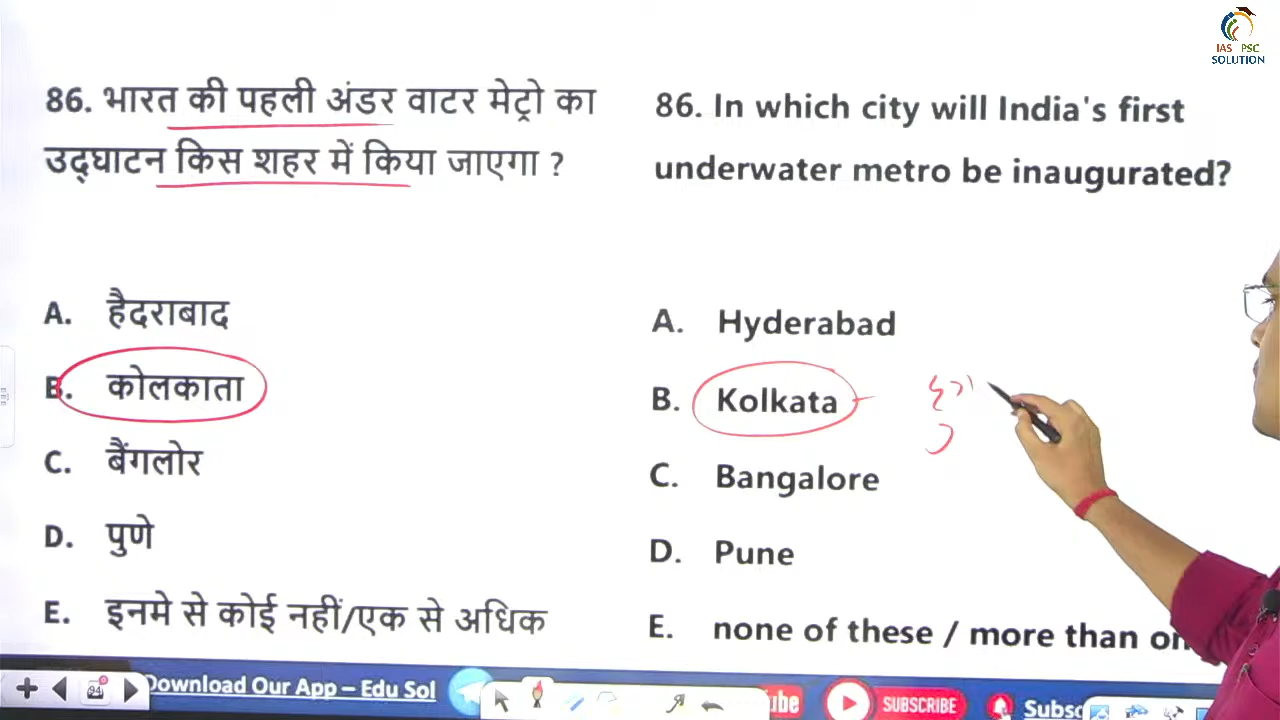 IAS PSC
SOLUTION
86. भारत की पहली अंडर वाटर मेट्रो का
उद्घाटन किस शहर में किया जाएगा ?
A. हैदराबाद
B. कोलकाता
C. बैंगलोर
D. पुणे
E. इनमे से कोई नहीं/एक से अधिक
86. In which city will India's first
underwater metro be inaugurated?
A. Hyderabad
B. Kolkata
C. Bangalore
D. Pune
E. none of these / more than on
Download Our App – Edu Sol
SUBSCRIBE